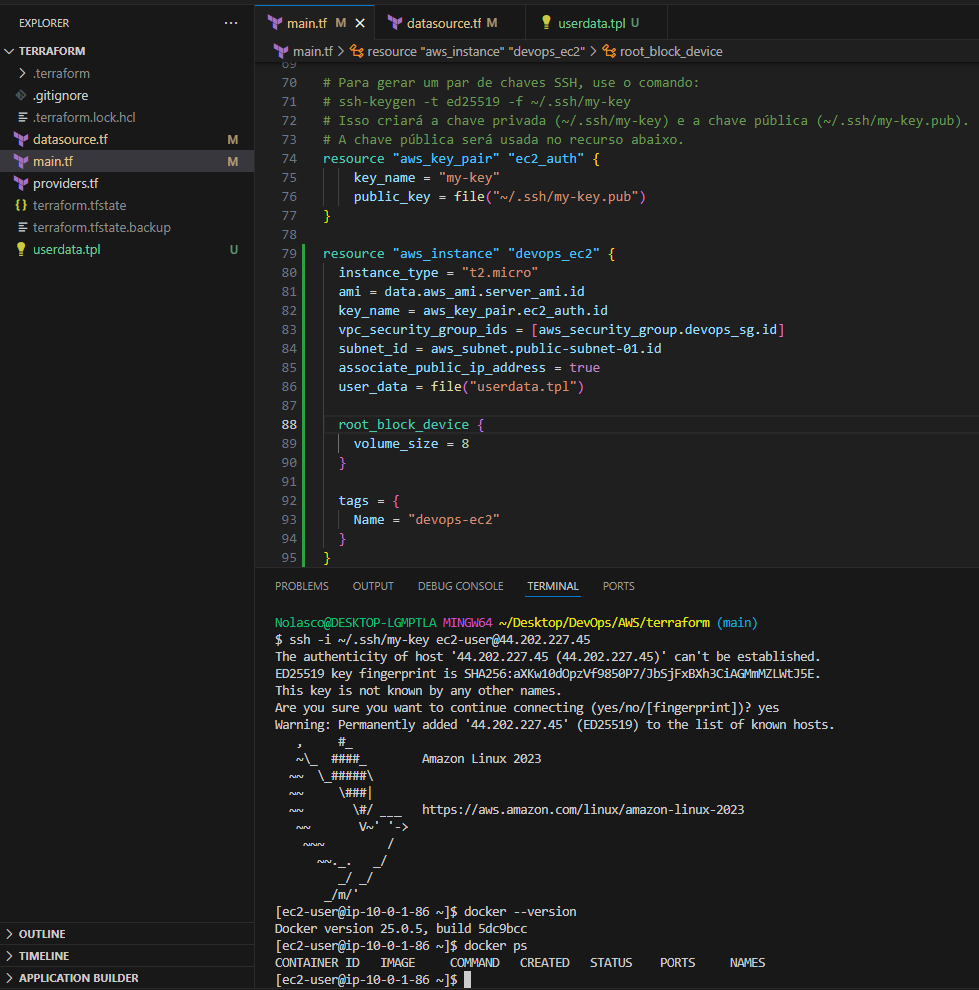 EXPLORER
TERRAFORM
.terraform
.gitignore
.terraform.lock.hcl
datasource.tf M
main.tf M
providers.tf
terraform.tfstate
terraform.tfstate.backup
userdata.tpl U
OUTLINE
TIMELINE
APPLICATION BUILDER
main.tf M
datasource.tf M
userdata.tpl U
main.tf > resource "aws_instance" "devops_ec2" > root_block_device
69
70 # Para gerar um par de chaves SSH, use o comando:
71 # ssh-keygen -t ed25519 -f ~/.ssh/my-key
72 # Isso criará a chave privada (~/.ssh/my-key) e a chave pública (~/.ssh/my-key.pub).
73 # A chave pública será usada no recurso abaixo.
74 resource "aws_key_pair" "ec2_auth" {
75 key_name = "my-key"
76 public_key = file("~/.ssh/my-key.pub")
77 }
78
79 resource "aws_instance" "devops_ec2" {
80 instance_type = "t2.micro"
81 ami = data.aws_ami.server_ami.id
82 key_name = aws_key_pair.ec2_auth.id
83 vpc_security_group_ids = [aws_security_group.devops_sg.id]
84 subnet_id = aws_subnet.public-subnet-01.id
85 associate_public_ip_address = true
86 user_data = file("userdata.tpl")
87
88 root_block_device {
89 volume_size = 8
90 }
91
92 tags = {
93 Name = "devops-ec2"
94 }
95 }
PROBLEMS OUTPUT DEBUG CONSOLE TERMINAL PORTS
Nolasco@DESKTOP-LGMPTLA MINGW64 ~/Desktop/DevOps/AWS/terraform (main)
$ ssh -i ~/.ssh/my-key ec2-user@44.202.227.45
The authenticity of host '44.202.227.45 (44.202.227.45)' can't be established.
ED25519 key fingerprint is SHA256:aXKw10dOpzVf9850P7/JbSjFxBXh3CiAGMmMZLWtJ5E.
This key is not known by any other names.
Are you sure you want to continue connecting (yes/no/[fingerprint])? yes
Warning: Permanently added '44.202.227.45' (ED25519) to the list of known hosts.
   ,     #_
   ~\_  ####_        Amazon Linux 2023
  ~~  \_#####\
  ~~     \###|
  ~~       \#/ ___   https://aws.amazon.com/linux/amazon-linux-2023
   ~~       V~' '->
    ~~~         /
      ~~._.   _/
         _/ _/
       _/m/'
[ec2-user@ip-10-0-1-86 ~]$ docker --version
Docker version 25.0.5, build 5dc9bcc
[ec2-user@ip-10-0-1-86 ~]$ docker ps
CONTAINER ID IMAGE COMMAND CREATED STATUS PORTS NAMES
[ec2-user@ip-10-0-1-86 ~]$